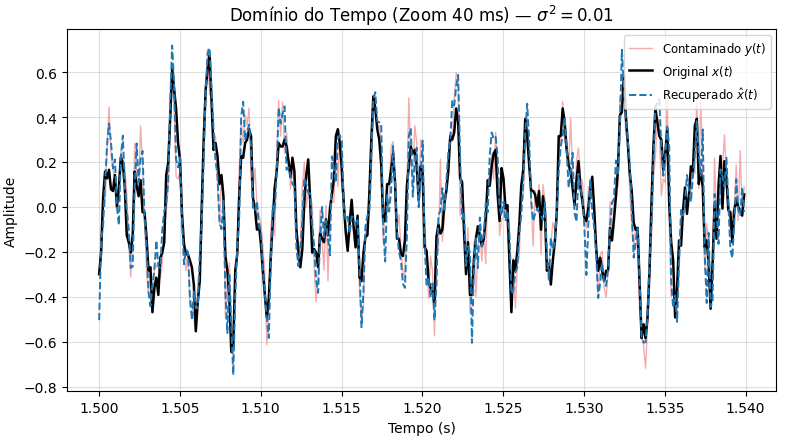 Domínio do Tempo (Zoom 40 ms) — σ² = 0.01
Contaminado y(t)
Original x(t)
Recuperado x̂(t)
Amplitude
0.6
0.4
0.2
0.0
−0.2
−0.4
−0.6
−0.8
1.500 1.505 1.510 1.515 1.520 1.525 1.530 1.535 1.540
Tempo (s)